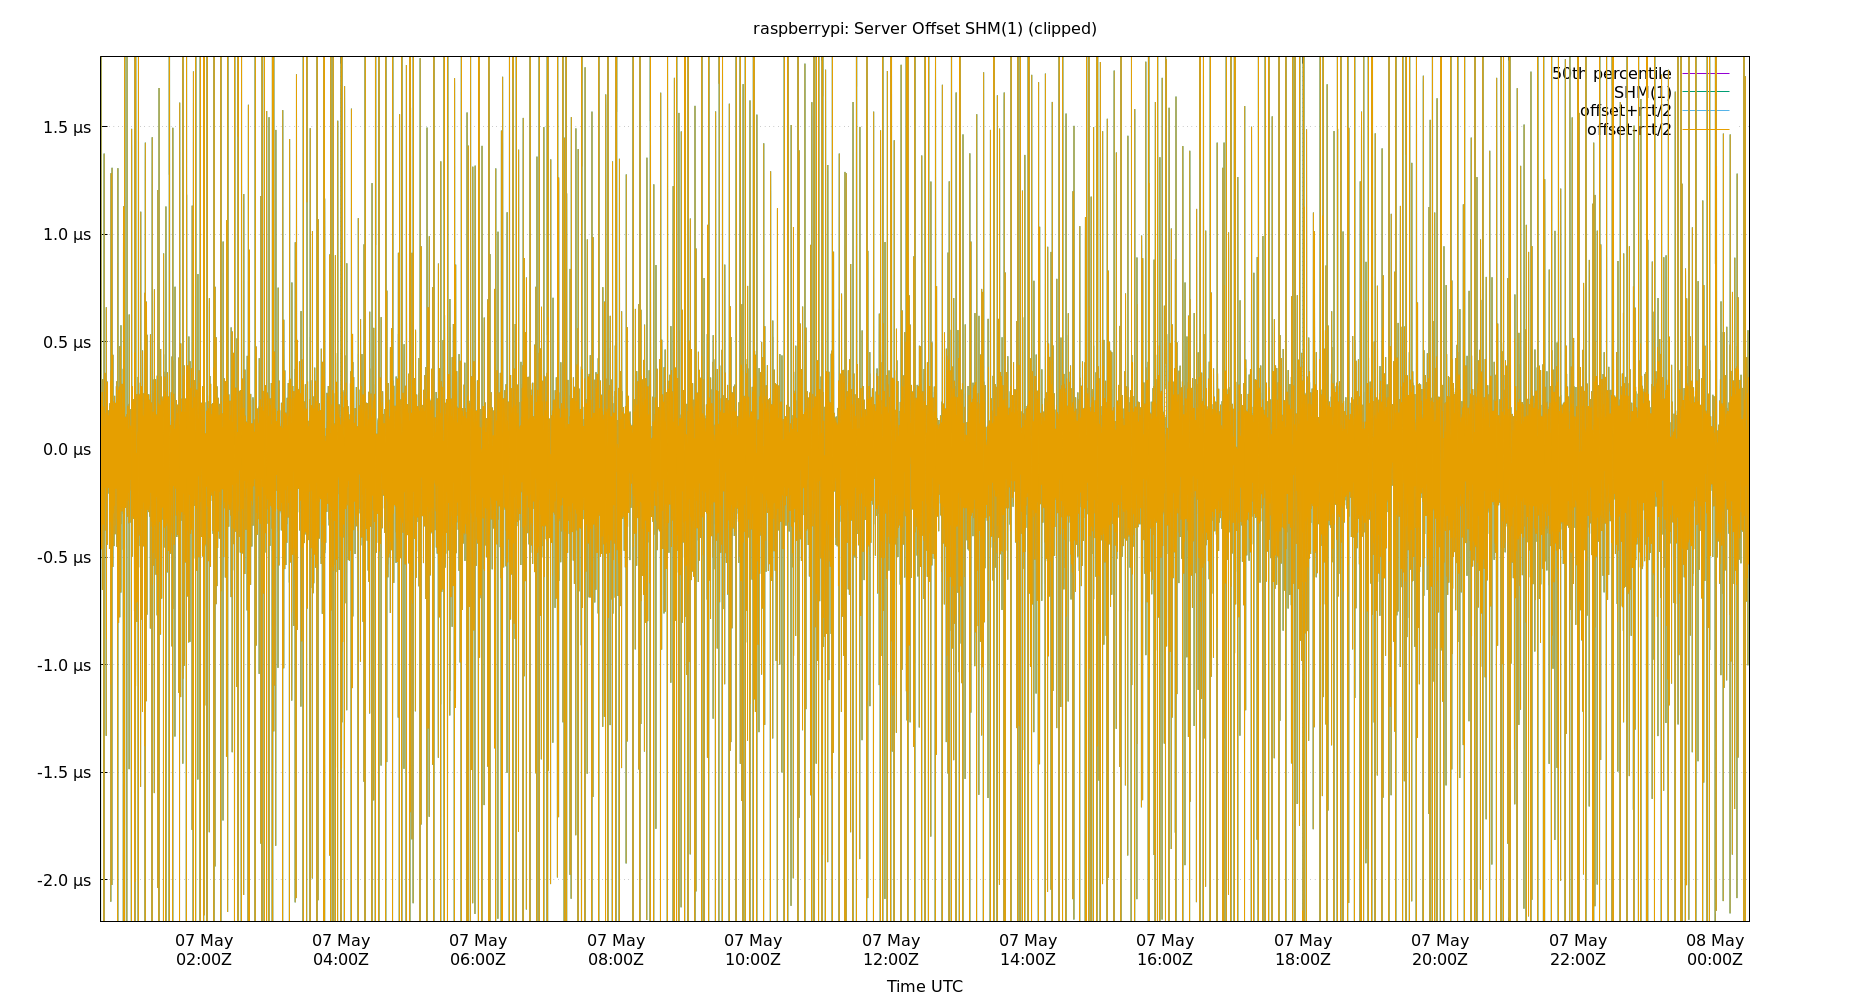 raspberrypi: Server Offset SHM(1) (clipped)
50th percentile
SHM(1)
offset+rtt/2
offset-rtt/2
1.5 µs
1.0 µs
0.5 µs
0.0 µs
-0.5 µs
-1.0 µs
-1.5 µs
-2.0 µs
07 May 07 May 07 May 07 May 07 May 07 May 07 May 07 May 07 May 07 May 07 May 08 May
02:00Z 04:00Z 06:00Z 08:00Z 10:00Z 12:00Z 14:00Z 16:00Z 18:00Z 20:00Z 22:00Z 00:00Z
Time UTC